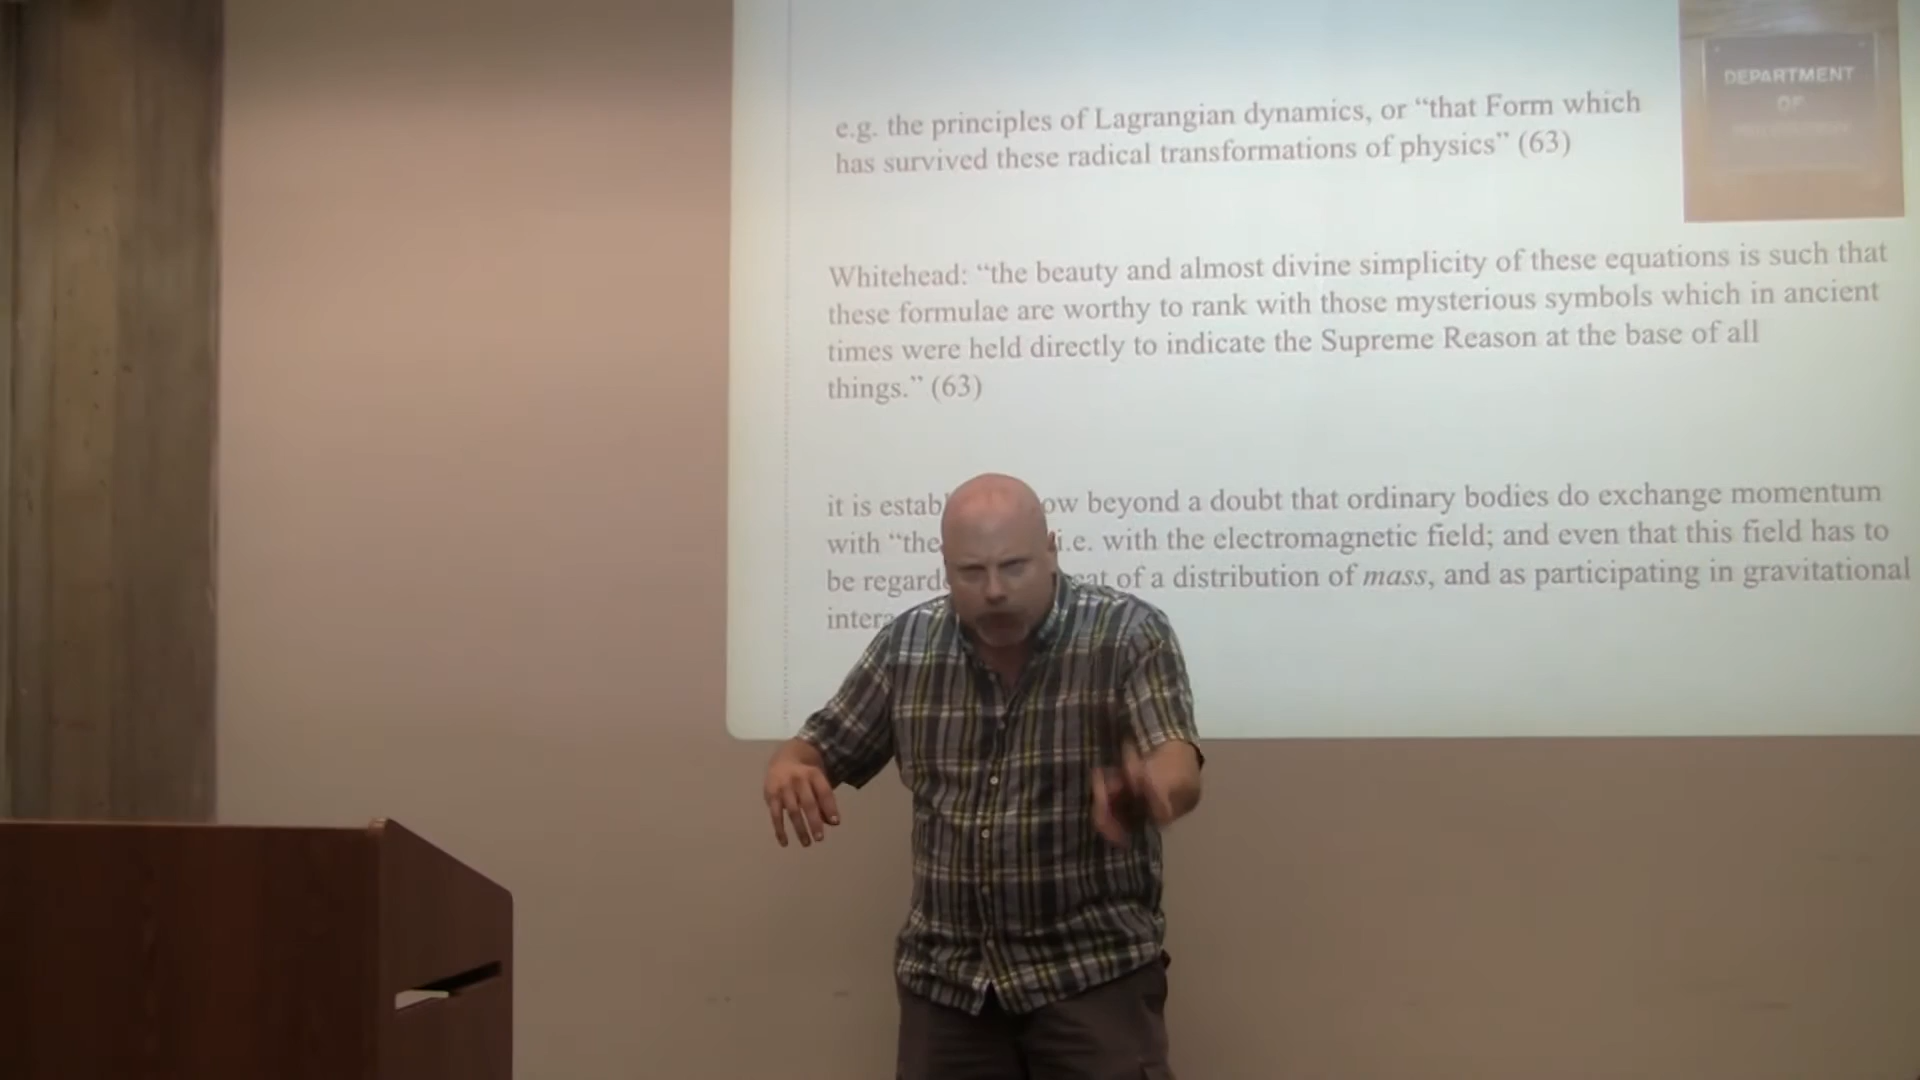 DEPARTMENT
OF
e.g. the principles of Lagrangian dynamics, or “that Form which
has survived these radical transformations of physics” (63)
Whitehead: “the beauty and almost divine simplicity of these equations is such that
these formulae are worthy to rank with those mysterious symbols which in ancient
times were held directly to indicate the Supreme Reason at the base of all
things.” (63)
it is estab ow beyond a doubt that ordinary bodies do exchange momentum
with “the i.e. with the electromagnetic field; and even that this field has to
be regard eat of a distribution of mass, and as participating in gravitational
inter